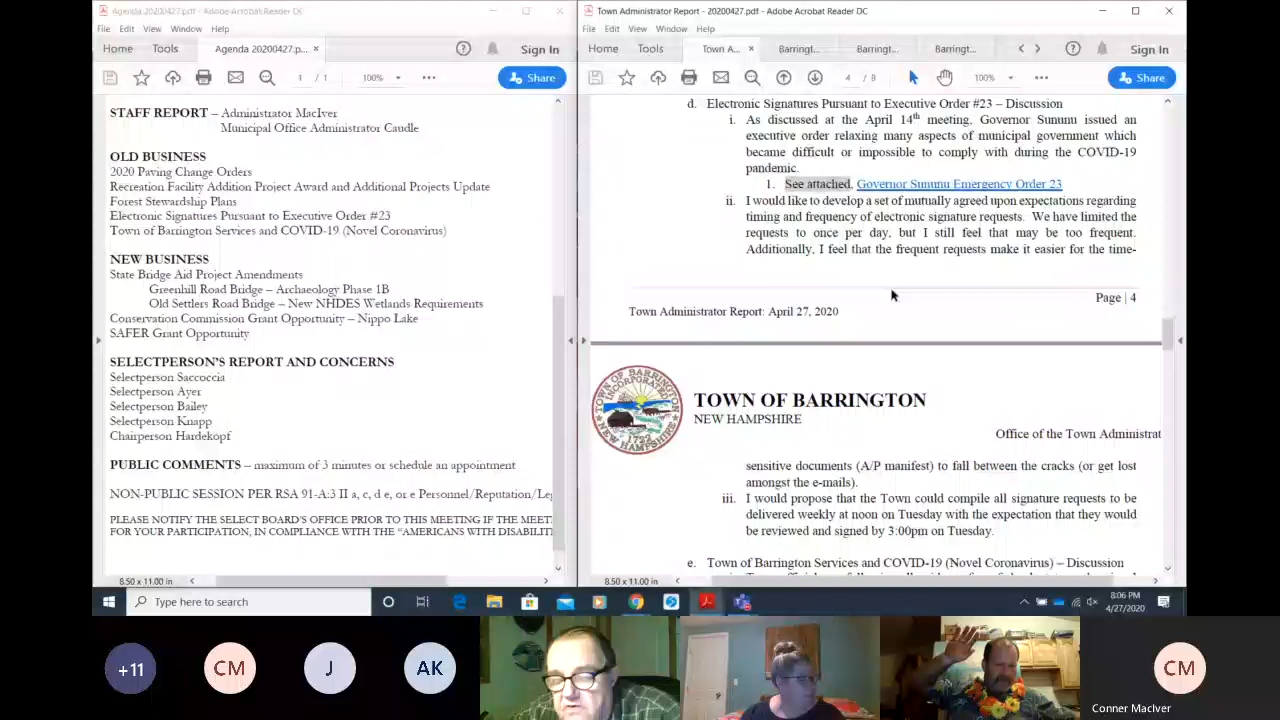 Agenda 20200427.pdf - Adobe Acrobat Reader DC
File Edit View Window Help
Home Tools Agenda 20200427.p... × Sign In
1 / 1 100% Share
STAFF REPORT – Administrator MacIver
Municipal Office Administrator Caudle
OLD BUSINESS
2020 Paving Change Orders
Recreation Facility Addition Project Award and Additional Projects Update
Forest Stewardship Plans
Electronic Signatures Pursuant to Executive Order #23
Town of Barrington Services and COVID-19 (Novel Coronavirus)
NEW BUSINESS
State Bridge Aid Project Amendments
Greenhill Road Bridge – Archaeology Phase 1B
Old Settlers Road Bridge – New NHDES Wetlands Requirements
Conservation Commission Grant Opportunity – Nippo Lake
SAFER Grant Opportunity
SELECTPERSON'S REPORT AND CONCERNS
Selectperson Saccoccia
Selectperson Ayer
Selectperson Bailey
Selectperson Knapp
Chairperson Hardekopf
PUBLIC COMMENTS – maximum of 3 minutes or schedule an appointment
NON-PUBLIC SESSION PER RSA 91-A:3 II a, c, d e, or e Personnel/Reputation/Leg
PLEASE NOTIFY THE SELECT BOARD'S OFFICE PRIOR TO THIS MEETING IF THE MEET
FOR YOUR PARTICIPATION, IN COMPLIANCE WITH THE "AMERICANS WITH DISABILIT
8.50 x 11.00 in
Town Administrator Report - 20200427.pdf - Adobe Acrobat Reader DC
File Edit View Window Help
Home Tools Town A... × Barringt... Barringt... Barringt... Sign In
4 / 8 100% Share
d. Electronic Signatures Pursuant to Executive Order #23 – Discussion
i. As discussed at the April 14th meeting, Governor Sununu issued an
executive order relaxing many aspects of municipal government which
became difficult or impossible to comply with during the COVID-19
pandemic.
1. See attached, Governor Sununu Emergency Order 23
ii. I would like to develop a set of mutually agreed upon expectations regarding
timing and frequency of electronic signature requests. We have limited the
requests to once per day, but I still feel that may be too frequent.
Additionally, I feel that the frequent requests make it easier for the time-
Page | 4
Town Administrator Report: April 27, 2020
TOWN OF BARRINGTON
INCORPORATED
1722
NEW HAMPSHIRE
TOWN OF BARRINGTON
NEW HAMPSHIRE
Office of the Town Administrat
sensitive documents (A/P manifest) to fall between the cracks (or get lost
amongst the e-mails).
iii. I would propose that the Town could compile all signature requests to be
delivered weekly at noon on Tuesday with the expectation that they would
be reviewed and signed by 3:00pm on Tuesday.
e. Town of Barrington Services and COVID-19 (Novel Coronavirus) – Discussion
8.50 x 11.00 in
Type here to search
8:06 PM
4/27/2020
+11 CM J AK CM
Conner MacIver